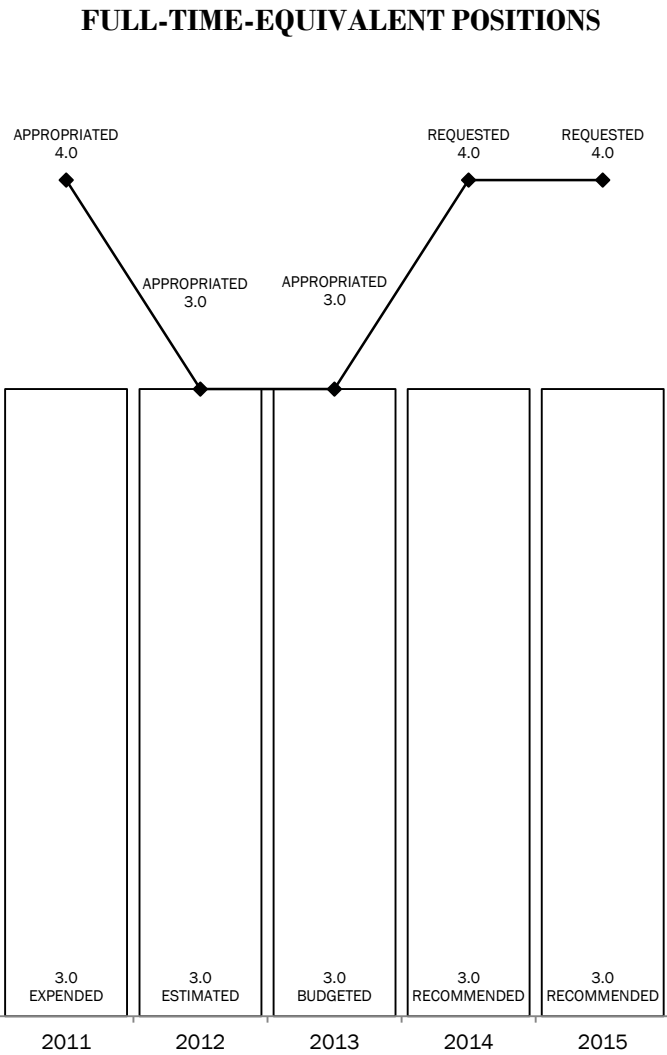 FULL-TIME-EQUIVALENT POSITIONS
APPROPRIATED
4.0
REQUESTED
4.0
REQUESTED
4.0
APPROPRIATED
3.0
APPROPRIATED
3.0
3.0
EXPENDED
3.0
ESTIMATED
3.0
BUDGETED
3.0
RECOMMENDED
3.0
RECOMMENDED
2011
2012
2013
2014
2015